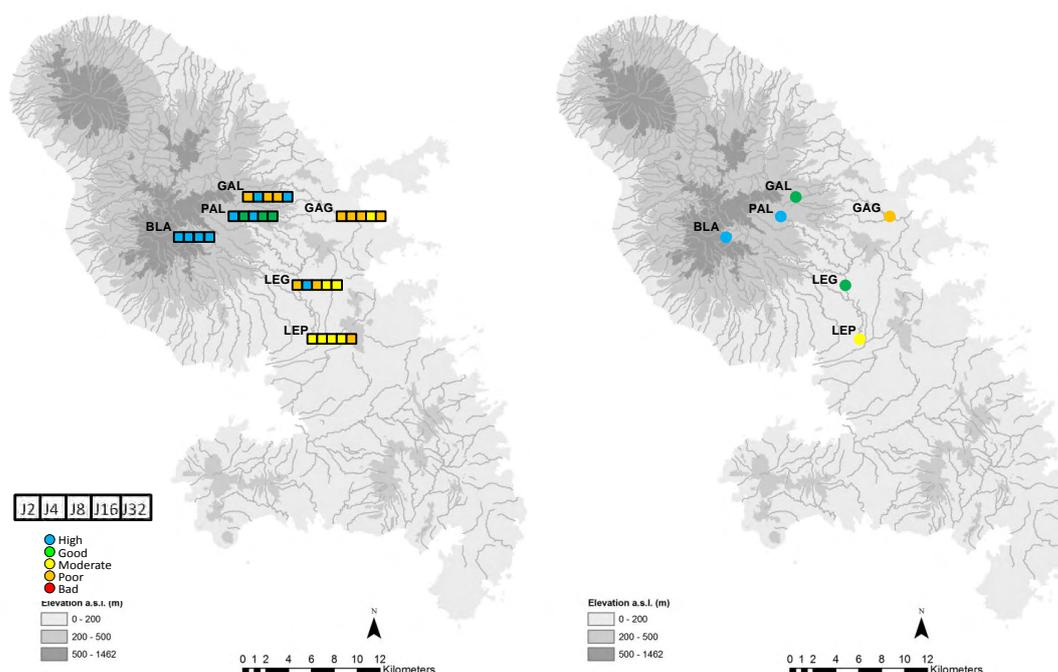 GAL
PAL
GAG
BLA
LEG
LEP
J2 J4 J8 J16 J32
High
Good
Moderate
Poor
Bad
Elevation a.s.l. (m)
0 - 200
200 - 500
500 - 1462
N
0 1 2 4 6 8 10 12
Kilometers
GAL
PAL
GAG
BLA
LEG
LEP
Elevation a.s.l. (m)
0 - 200
200 - 500
500 - 1462
N
0 1 2 4 6 8 10 12
Kilometers